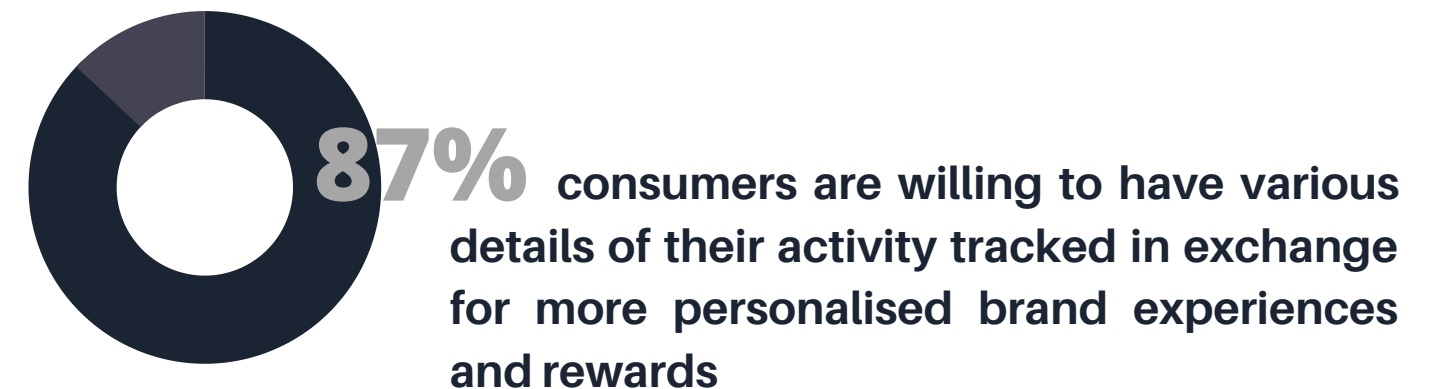 87% consumers are willing to have various
details of their activity tracked in exchange
for more personalised brand experiences
and rewards